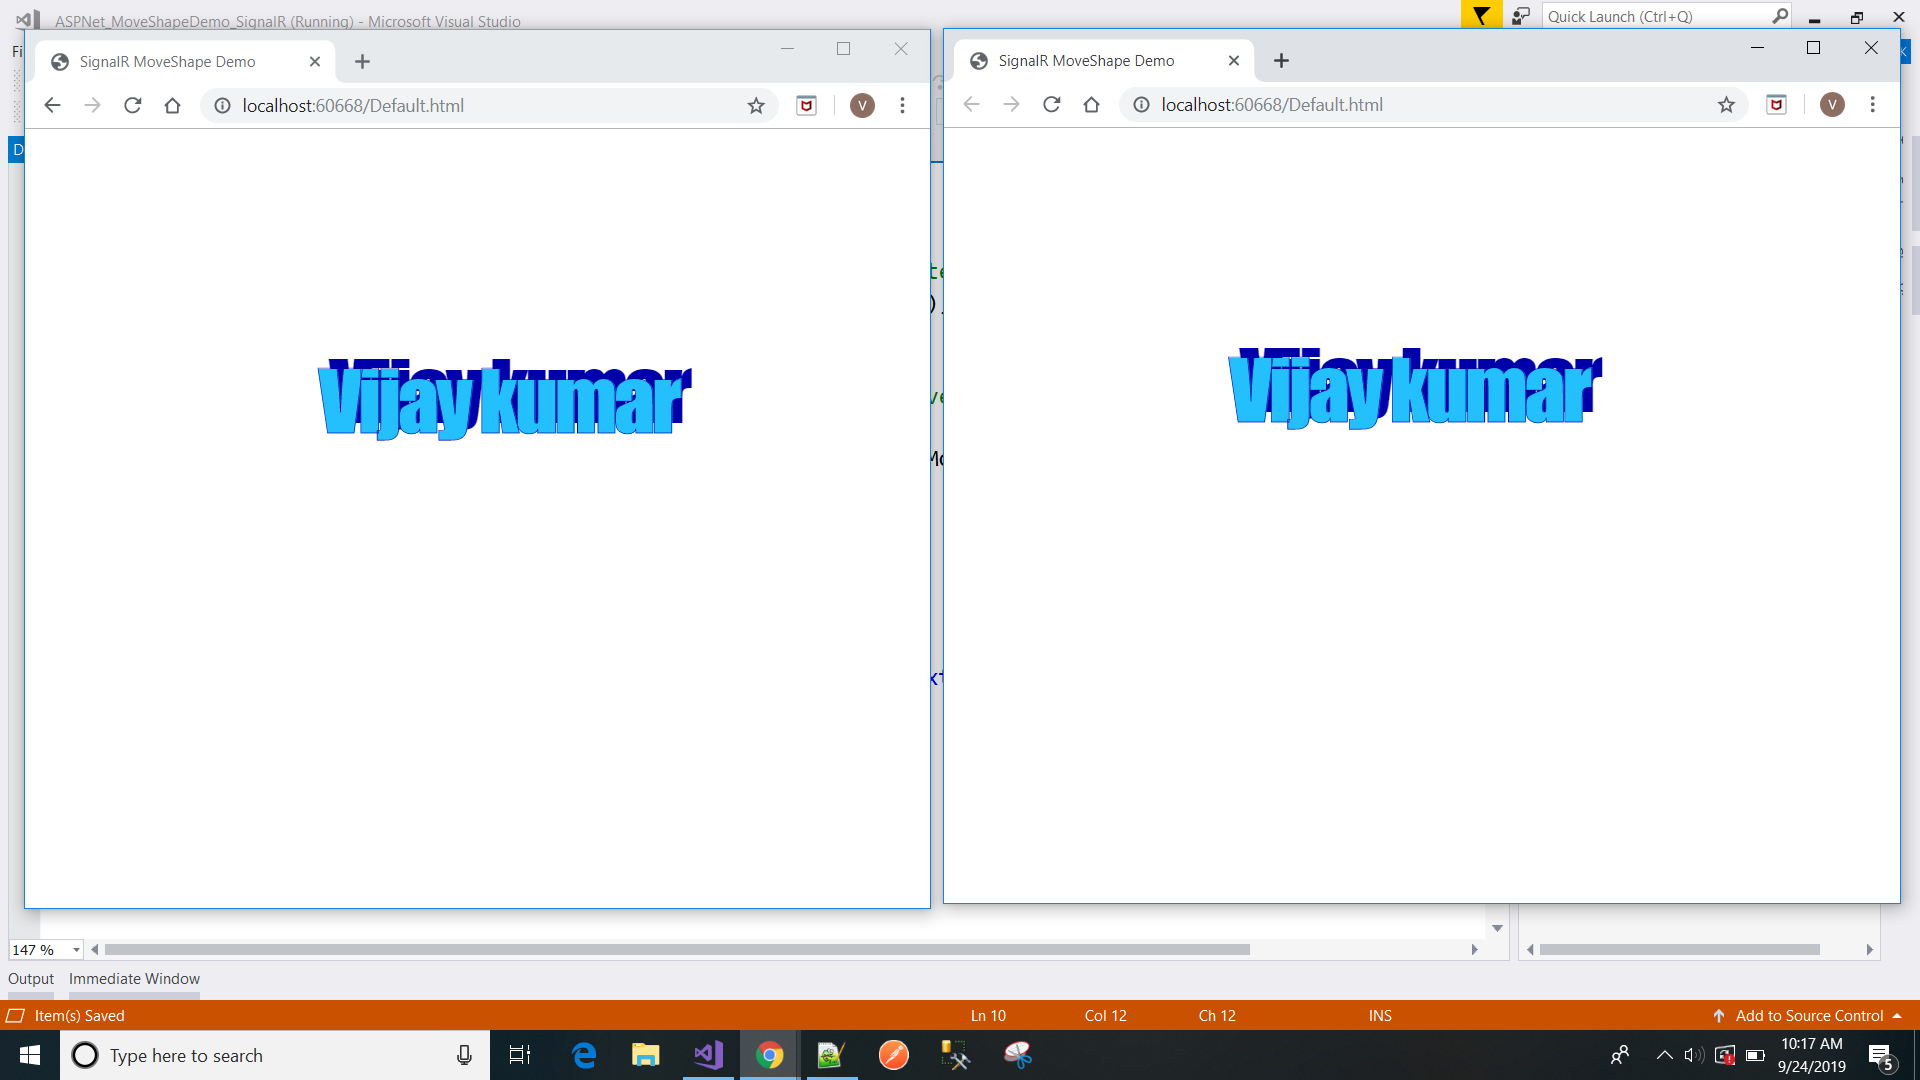 ASPNet_MoveShapeDemo_SignalR (Running) - Microsoft Visual Studio
Quick Launch (Ctrl+Q)
Fi
SignalR MoveShape Demo
localhost:60668/Default.html
V
D
Vijay kumar
SignalR MoveShape Demo
localhost:60668/Default.html
V
Vijay kumar
147 %
Output Immediate Window
Item(s) Saved
Ln 10 Col 12 Ch 12 INS
Add to Source Control
Type here to search
10:17 AM
9/24/2019
5